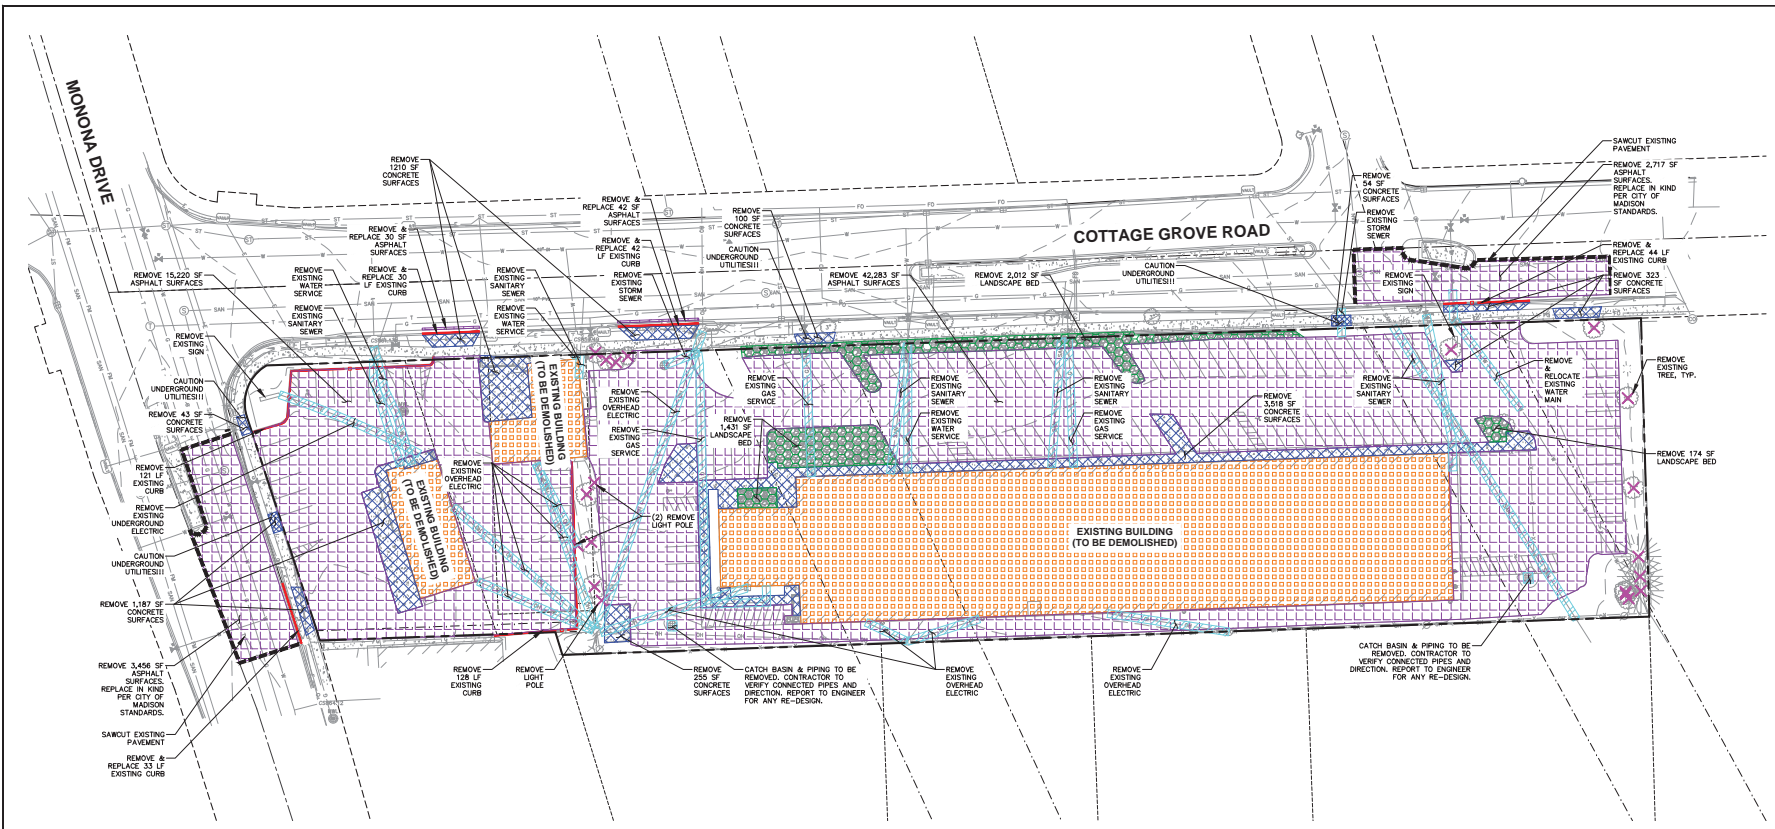 MONONA DRIVE
COTTAGE GROVE ROAD
REMOVE
1210 SF
CONCRETE
SURFACES
REMOVE &
REPLACE 30 SF
ASPHALT
SURFACES
REMOVE &
REPLACE 30
LF EXISTING
CURB
REMOVE 15,220 SF
ASPHALT SURFACES
REMOVE
EXISTING
WATER
SERVICE
REMOVE
EXISTING
SANITARY
SEWER
REMOVE
EXISTING
SANITARY
SEWER
REMOVE
EXISTING
WATER
SERVICE
REMOVE &
REPLACE 42 SF
ASPHALT
SURFACES
REMOVE &
REPLACE 42
LF EXISTING
CURB
REMOVE
EXISTING
STORM
SEWER
REMOVE
100 SF
CONCRETE
SURFACES
CAUTION
UNDERGROUND
UTILITIES!!!
REMOVE 42,283 SF
ASPHALT SURFACES
REMOVE 2,012 SF
LANDSCAPE BED
CAUTION
UNDERGROUND
UTILITIES!!!
REMOVE
54 SF
CONCRETE
SURFACES
REMOVE
EXISTING
STORM
SEWER
REMOVE
EXISTING
SIGN
SAWCUT EXISTING
PAVEMENT
REMOVE 2,717 SF
ASPHALT
SURFACES.
REPLACE IN KIND
PER CITY OF
MADISON
STANDARDS.
REMOVE &
REPLACE 44 LF
EXISTING CURB
REMOVE 323
SF CONCRETE
SURFACES
REMOVE
EXISTING
SIGN
CAUTION
UNDERGROUND
UTILITIES!!!
REMOVE 43 SF
CONCRETE
SURFACES
REMOVE
121 LF
EXISTING
CURB
REMOVE
EXISTING
UNDERGROUND
ELECTRIC
CAUTION
UNDERGROUND
UTILITIES!!!
REMOVE 1,187 SF
CONCRETE
SURFACES
REMOVE 3,456 SF
ASPHALT
SURFACES.
REPLACE IN KIND
PER CITY OF
MADISON
STANDARDS.
SAWCUT EXISTING
PAVEMENT
REMOVE &
REPLACE 33 LF
EXISTING CURB
EXISTING BUILDING
(TO BE DEMOLISHED)
EXISTING BUILDING
(TO BE DEMOLISHED)
REMOVE
EXISTING
OVERHEAD
ELECTRIC
REMOVE
EXISTING
OVERHEAD
ELECTRIC
REMOVE
EXISTING
GAS
SERVICE
(2) REMOVE
LIGHT POLE
REMOVE
EXISTING
GAS
SERVICE
REMOVE
1,431 SF
LANDSCAPE
BED
REMOVE
EXISTING
SANITARY
SEWER
REMOVE
EXISTING
WATER
SERVICE
REMOVE
EXISTING
SANITARY
SEWER
REMOVE
EXISTING
GAS
SERVICE
REMOVE
3,518 SF
CONCRETE
SURFACES
REMOVE
EXISTING
SANITARY
SEWER
REMOVE
&
RELOCATE
EXISTING
WATER
MAIN
REMOVE
EXISTING
TREE, TYP.
REMOVE 174 SF
LANDSCAPE BED
EXISTING BUILDING
(TO BE DEMOLISHED)
REMOVE
128 LF
EXISTING
CURB
REMOVE
LIGHT
POLE
REMOVE
255 SF
CONCRETE
SURFACES
CATCH BASIN & PIPING TO BE
REMOVED. CONTRACTOR TO
VERIFY CONNECTED PIPES AND
DIRECTION. REPORT TO ENGINEER
FOR ANY RE-DESIGN.
REMOVE
EXISTING
OVERHEAD
ELECTRIC
REMOVE
EXISTING
OVERHEAD
ELECTRIC
CATCH BASIN & PIPING TO BE
REMOVED. CONTRACTOR TO
VERIFY CONNECTED PIPES AND
DIRECTION. REPORT TO ENGINEER
FOR ANY RE-DESIGN.